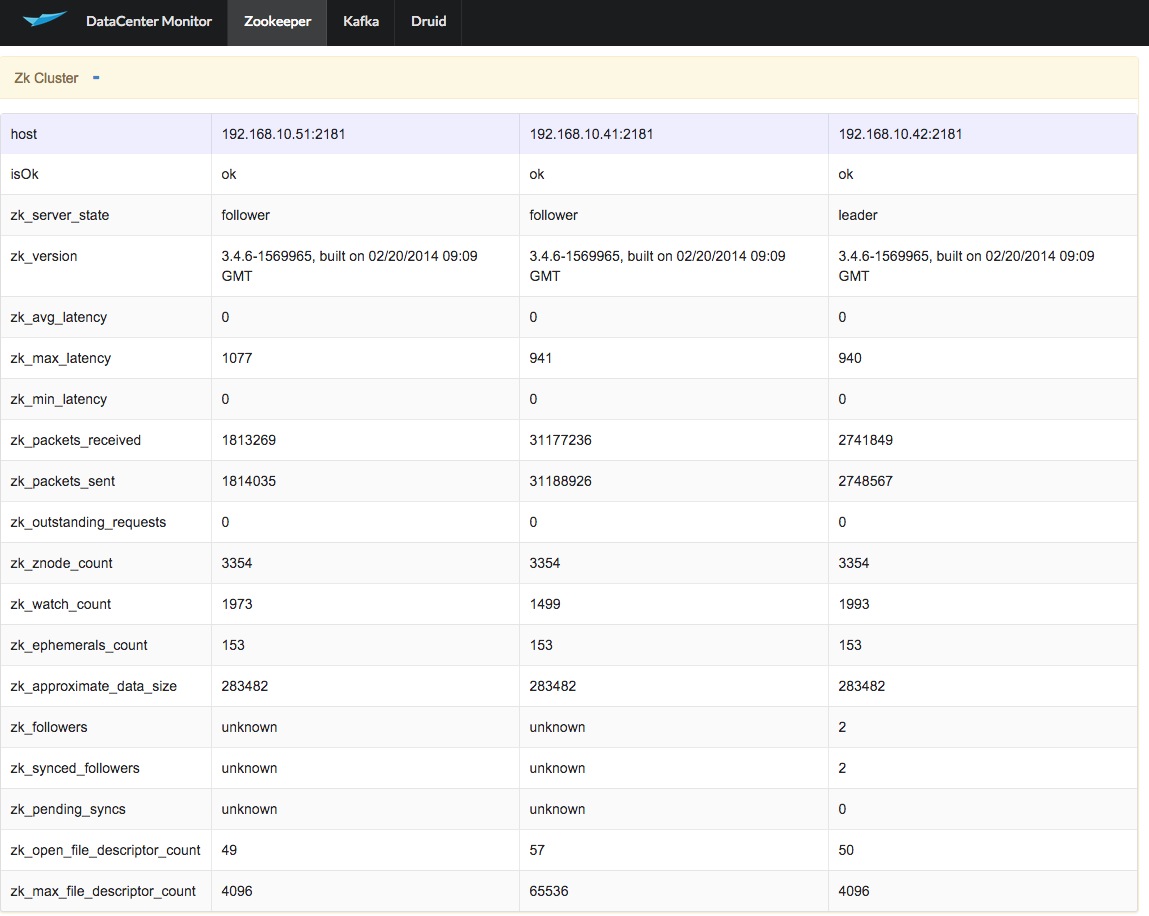 DataCenter Monitor Zookeeper Kafka Druid
Zk Cluster -
host 192.168.10.51:2181 192.168.10.41:2181 192.168.10.42:2181
isOk ok ok ok
zk_server_state follower follower leader
zk_version 3.4.6-1569965, built on 02/20/2014 09:09 3.4.6-1569965, built on 02/20/2014 09:09 3.4.6-1569965, built on 02/20/2014 09:09
GMT GMT GMT
zk_avg_latency 0 0 0
zk_max_latency 1077 941 940
zk_min_latency 0 0 0
zk_packets_received 1813269 31177236 2741849
zk_packets_sent 1814035 31188926 2748567
zk_outstanding_requests 0 0 0
zk_znode_count 3354 3354 3354
zk_watch_count 1973 1499 1993
zk_ephemerals_count 153 153 153
zk_approximate_data_size 283482 283482 283482
zk_followers unknown unknown 2
zk_synced_followers unknown unknown 2
zk_pending_syncs unknown unknown 0
zk_open_file_descriptor_count 49 57 50
zk_max_file_descriptor_count 4096 65536 4096